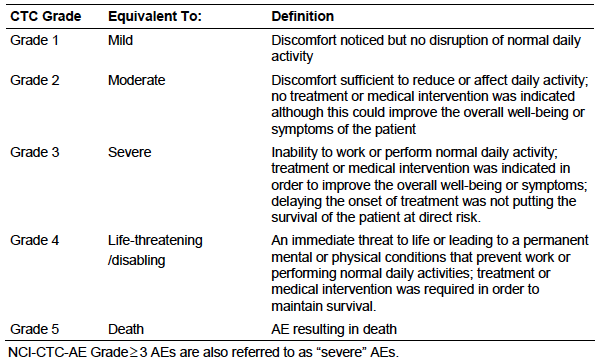 CTC Grade Equivalent To: Definition
Grade 1 Mild Discomfort noticed but no disruption of normal daily
activity
Grade 2 Moderate Discomfort sufficient to reduce or affect daily activity;
no treatment or medical intervention was indicated
although this could improve the overall well-being or
symptoms of the patient
Grade 3 Severe Inability to work or perform normal daily activity;
treatment or medical intervention was indicated in
order to improve the overall well-being or symptoms;
delaying the onset of treatment was not putting the
survival of the patient at direct risk.
Grade 4 Life-threatening An immediate threat to life or leading to a permanent
/disabling mental or physical conditions that prevent work or
performing normal daily activities; treatment or
medical intervention was required in order to
maintain survival.
Grade 5 Death AE resulting in death
NCI-CTC-AE Grade≥3 AEs are also referred to as “severe” AEs.